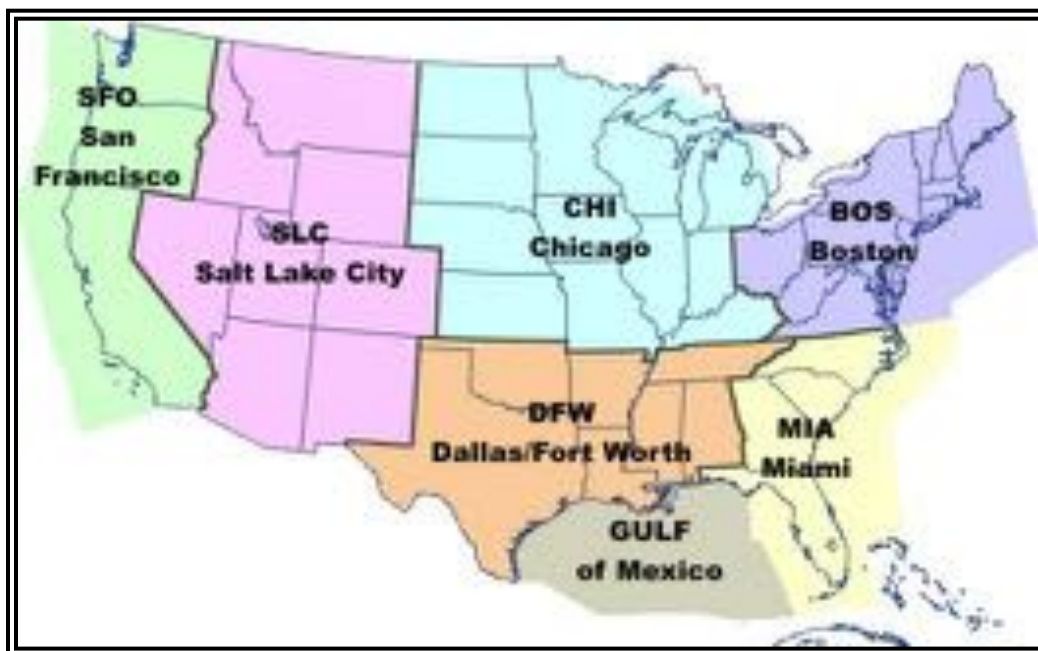 SFO
San
Francisco
SLC
Salt Lake City
CHI
Chicago
BOS
Boston
DFW
Dallas/Fort Worth
MIA
Miami
GULF
of Mexico